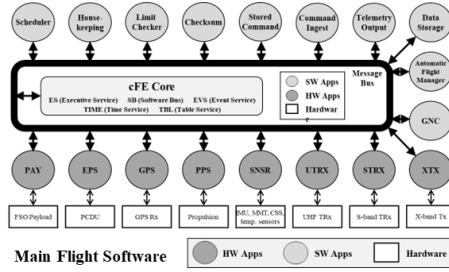 Scheduler
House-
keeping
Limit
Checker
Checksum
Stored
Command
Command
Ingest
Telemetry
Output
Data
Storage
Message
Bus
Automatic
Flight
Manager
cFE Core
ES (Executive Service) SB (Software Bus) EVS (Event Service)
TIME (Time Service) TBL (Table Service)
SW Apps
HW Apps
Hardwar
e
GNC
PAY
EPS
GPS
PPS
SNSR
UTRX
STRX
XTX
FSO Payload
PCDU
GPS Rx
Propulsion
IMU, MMT, CSS,
temp. sensors
UHF TRx
S-band TRx
X-band Tx
Main Flight Software
HW Apps
SW Apps
Hardware